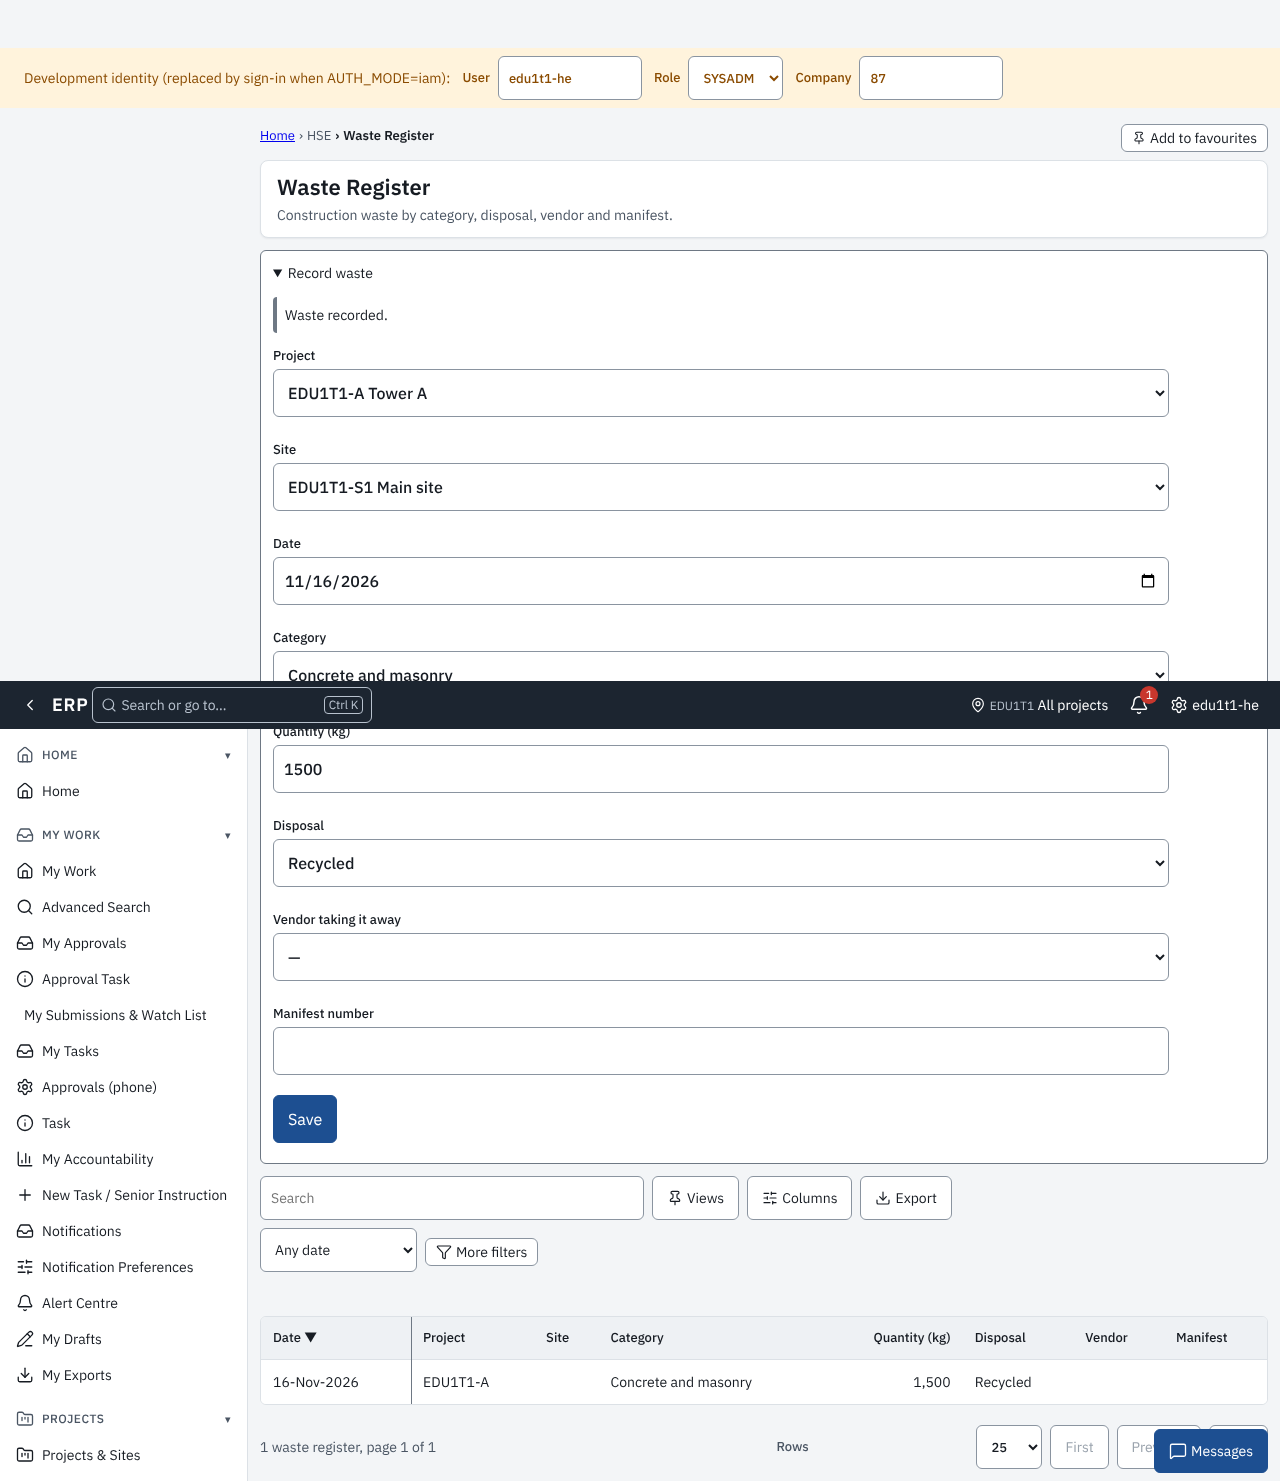 Development identity (replaced by sign-in when AUTH_MODE=iam): User edu1t1-he Role SYSADM Company 87
Home › HSE › Waste Register
Add to favourites
Waste Register
Construction waste by category, disposal, vendor and manifest.
▼ Record waste
Waste recorded.
Project
EDU1T1-A Tower A
Site
EDU1T1-S1 Main site
Date
11/16/2026
Category
Concrete and masonry
ERP Search or go to... Ctrl K EDU1T1 All projects 1 edu1t1-he
Quantity (kg)
1500
Disposal
Recycled
Vendor taking it away
—
Manifest number
Save
HOME
Home
MY WORK
My Work
Advanced Search
My Approvals
Approval Task
My Submissions & Watch List
My Tasks
Approvals (phone)
Task
My Accountability
New Task / Senior Instruction
Notifications
Notification Preferences
Alert Centre
My Drafts
My Exports
PROJECTS
Projects & Sites
Search Views Columns Export
Any date More filters
Date ▼ Project Site Category Quantity (kg) Disposal Vendor Manifest
16-Nov-2026 EDU1T1-A Concrete and masonry 1,500 Recycled
1 waste register, page 1 of 1 Rows 25 First
Messages